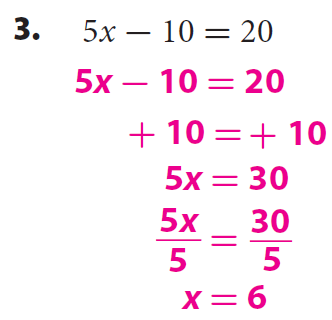 3. 5x − 10 = 20
5x − 10 = 20
+ 10 = + 10
5x = 30
5x/5 = 30/5
x = 6